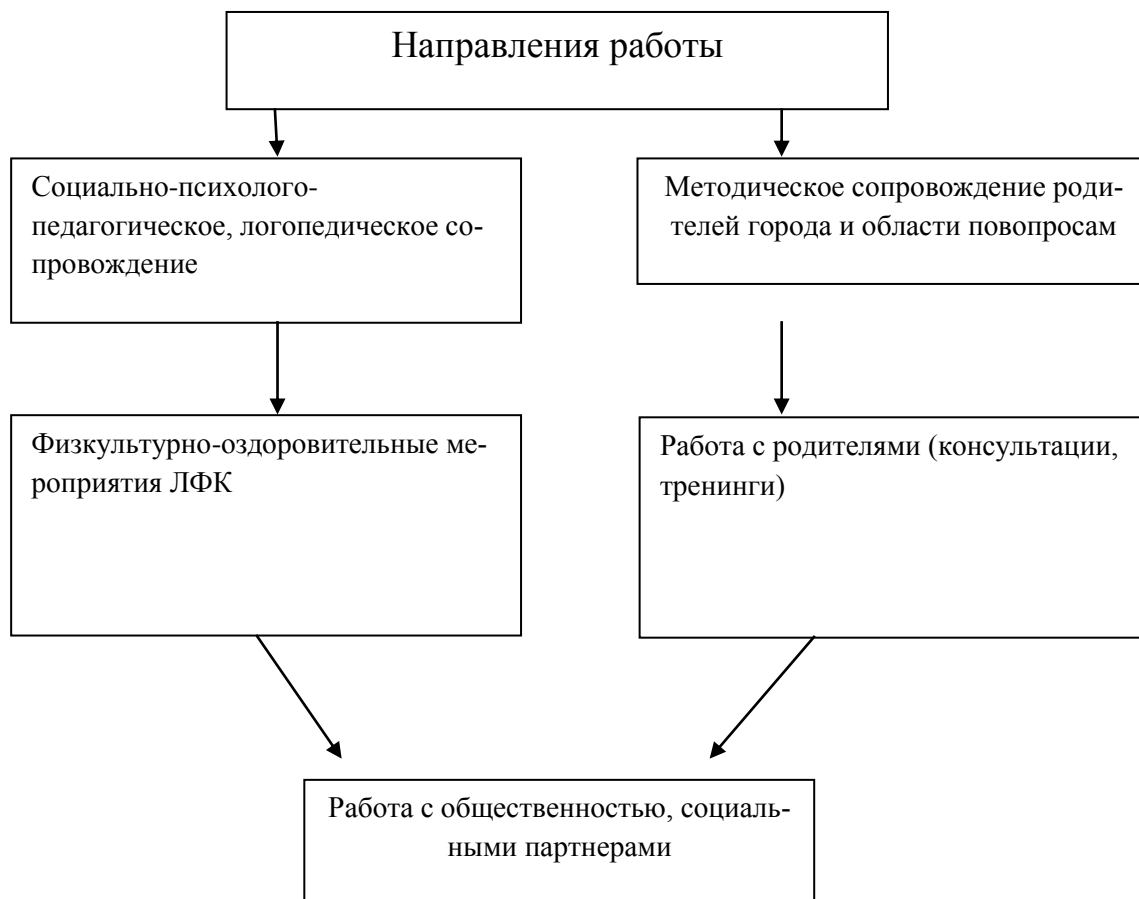 Направления работы
Социально-психолого-
педагогическое, логопедическое со-
провождение
Методическое сопровождение роди-
телей города и области повопросам
Физкультурно-оздоровительные ме-
роприятия ЛФК
Работа с родителями (консультации,
тренинги)
Работа с общественностью, социаль-
ными партнерами